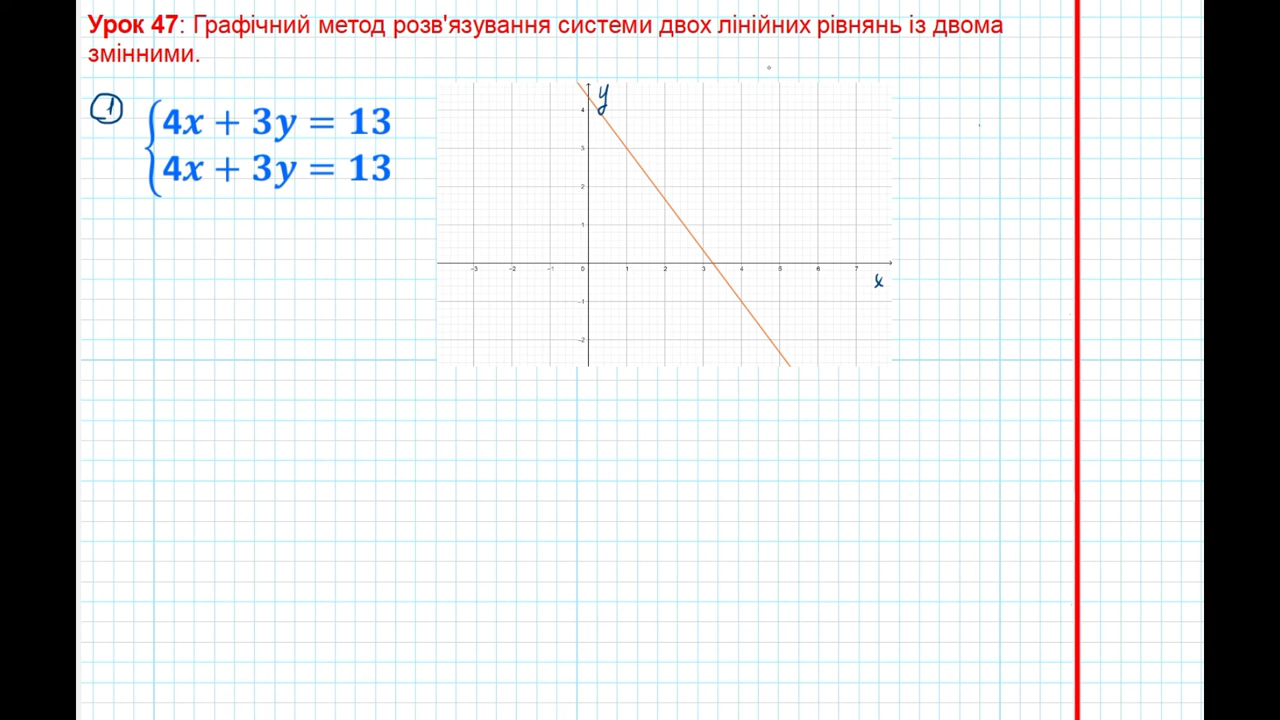 Урок 47: Графічний метод розв'язування системи двох лінійних рівнянь із двома
змінними.
1
4x + 3y = 13
4x + 3y = 13
y
4
3
2
1
-3 -2 -1 0 1 2 3 4 5 6 7
x
-1
-2